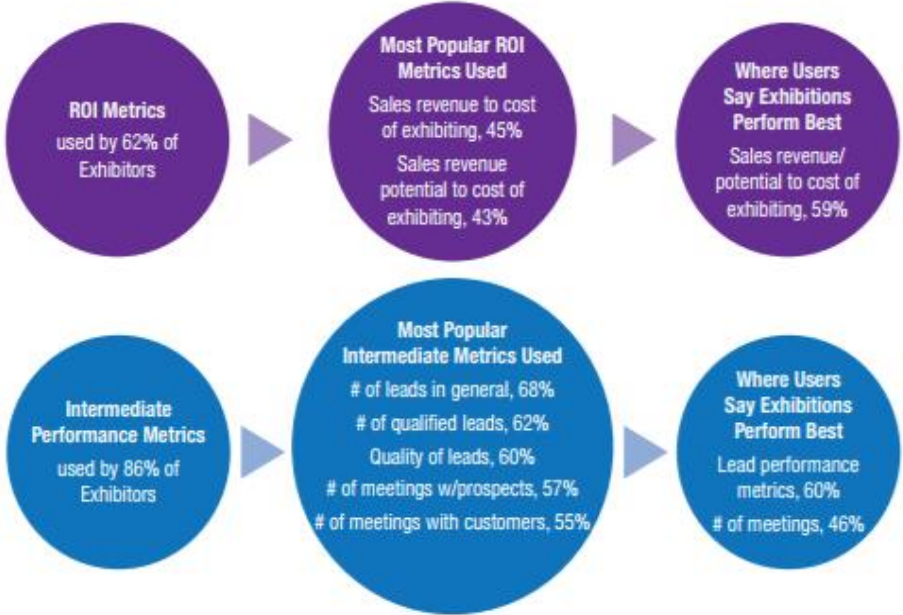 ROI Metrics
used by 62% of
Exhibitors
Most Popular ROI
Metrics Used
Sales revenue to cost
of exhibiting, 45%
Sales revenue
potential to cost of
exhibiting, 43%
Where Users
Say Exhibitions
Perform Best
Sales revenue/
potential to cost of
exhibiting, 59%
Intermediate
Performance Metrics
used by 86% of
Exhibitors
Most Popular
Intermediate Metrics Used
# of leads in general, 68%
# of qualified leads, 62%
Quality of leads, 60%
# of meetings w/prospects, 57%
# of meetings with customers, 55%
Where Users
Say Exhibitions
Perform Best
Lead performance
metrics, 60%
# of meetings, 46%